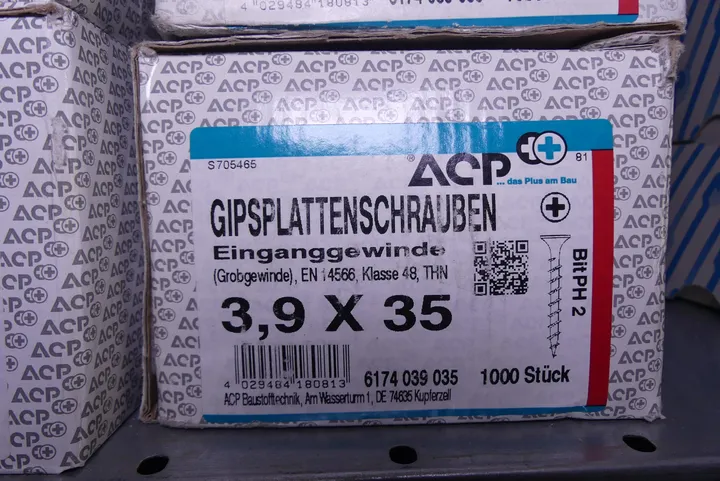 4 029484 180813
S705465
® ACP 81
... das Plus am Bau
GIPSPLATTENSCHRAUBEN
Einganggewinde
(Grobgewinde), EN 14566, Klasse 48, THN
3,9 X 35
Bit PH 2
4 029484 180813
6174 039 035
1000 Stück
ACP Baustofftechnik, Am Wasserturm 1, DE 74635 Kupferzell